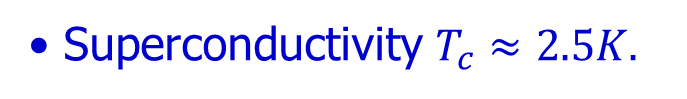 • Superconductivity T_c ≈ 2.5K.